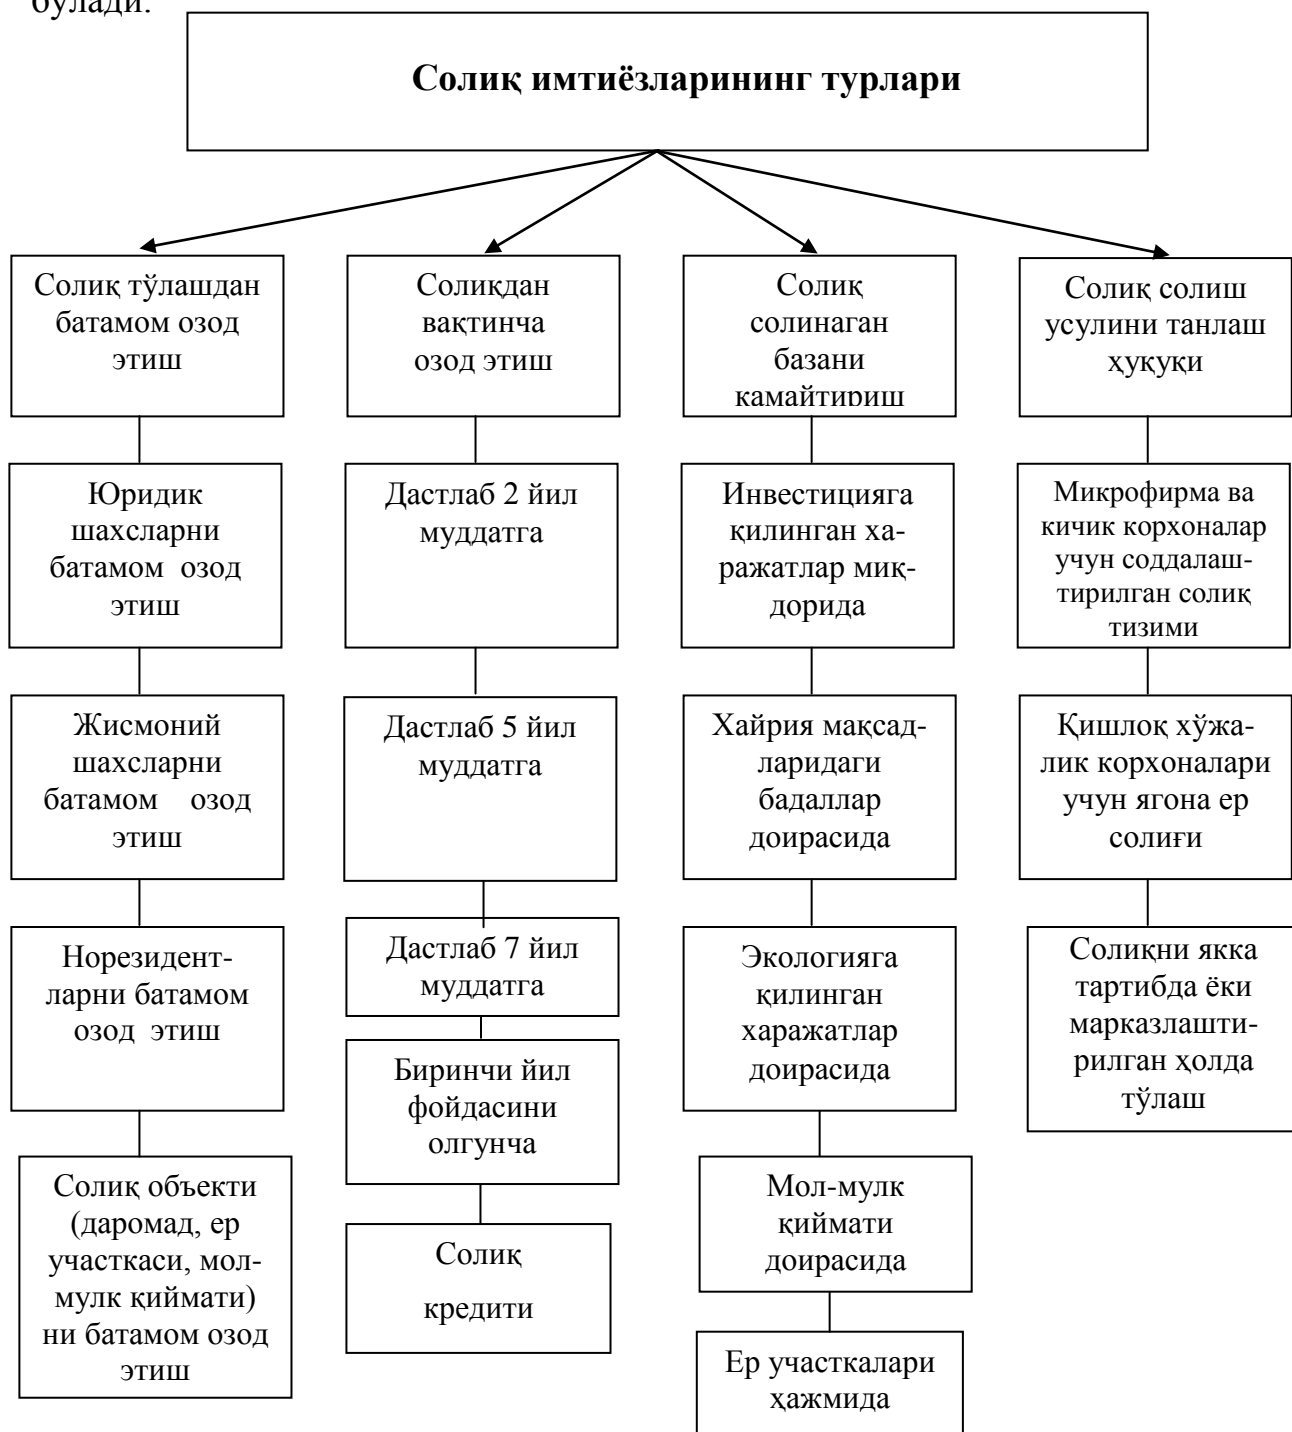 булади.
Солиқ имтиёзларининг турлари
Солиқ тўлашдан
батамом озод
этиш
Юридик
шахсларни
батамом озод
этиш
Жисмоний
шахсларни
батамом озод
этиш
Норезидент-
ларни батамом
озод этиш
Солиқ объекти
(даромад, ер
участкаси, мол-
мулк қиймати)
ни батамом озод
этиш
Солиқдан
вақтинча
озод этиш
Дастлаб 2 йил
муддатга
Дастлаб 5 йил
муддатга
Дастлаб 7 йил
муддатга
Биринчи йил
фойдасини
олгунча
Солиқ
кредити
Солиқ
солинаган
базани
камайтириш
Инвестицияга
қилинган ха-
ражатлар миқ-
дорида
Хайрия мақсад-
ларидаги
бадаллар
доирасида
Экологияга
қилинган
харажатлар
доирасида
Мол-мулк
қиймати
доирасида
Ер участкалари
ҳажмида
Солиқ солиш
усулини танлаш
ҳуқуқи
Микрофирма ва
кичик корхоналар
учун соддалаш-
тирилган солиқ
тизими
Қишлоқ хўжа-
лик корхоналари
учун ягона ер
солиғи
Солиқни якка
тартибда ёки
марказлашти-
рилган ҳолда
тўлаш